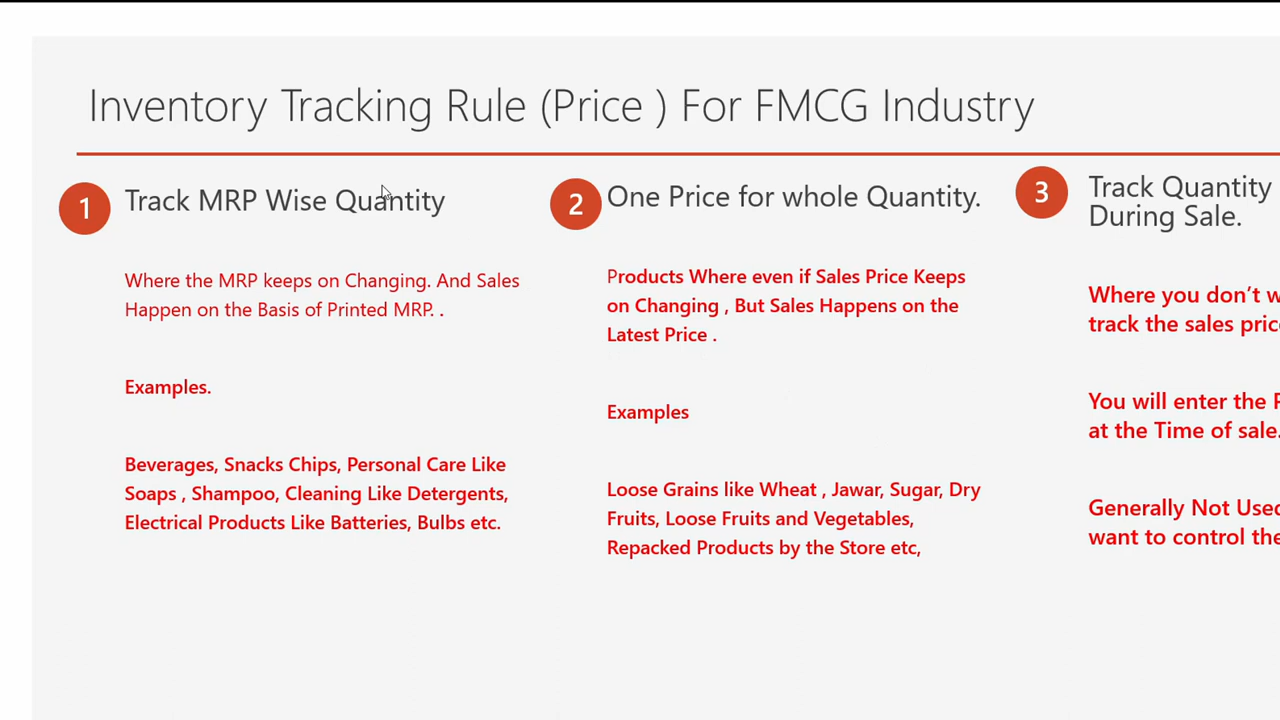 Inventory Tracking Rule (Price ) For FMCG Industry
1
Track MRP Wise Quantity
Where the MRP keeps on Changing. And Sales
Happen on the Basis of Printed MRP. .
Examples.
Beverages, Snacks Chips, Personal Care Like
Soaps , Shampoo, Cleaning Like Detergents,
Electrical Products Like Batteries, Bulbs etc.
2
One Price for whole Quantity.
Products Where even if Sales Price Keeps
on Changing , But Sales Happens on the
Latest Price .
Examples
Loose Grains like Wheat , Jawar, Sugar, Dry
Fruits, Loose Fruits and Vegetables,
Repacked Products by the Store etc,
3
Track Quantity
During Sale.
Where you don’t
track the sales
You will enter the
at the Time of sale.
Generally Not Used
want to control the